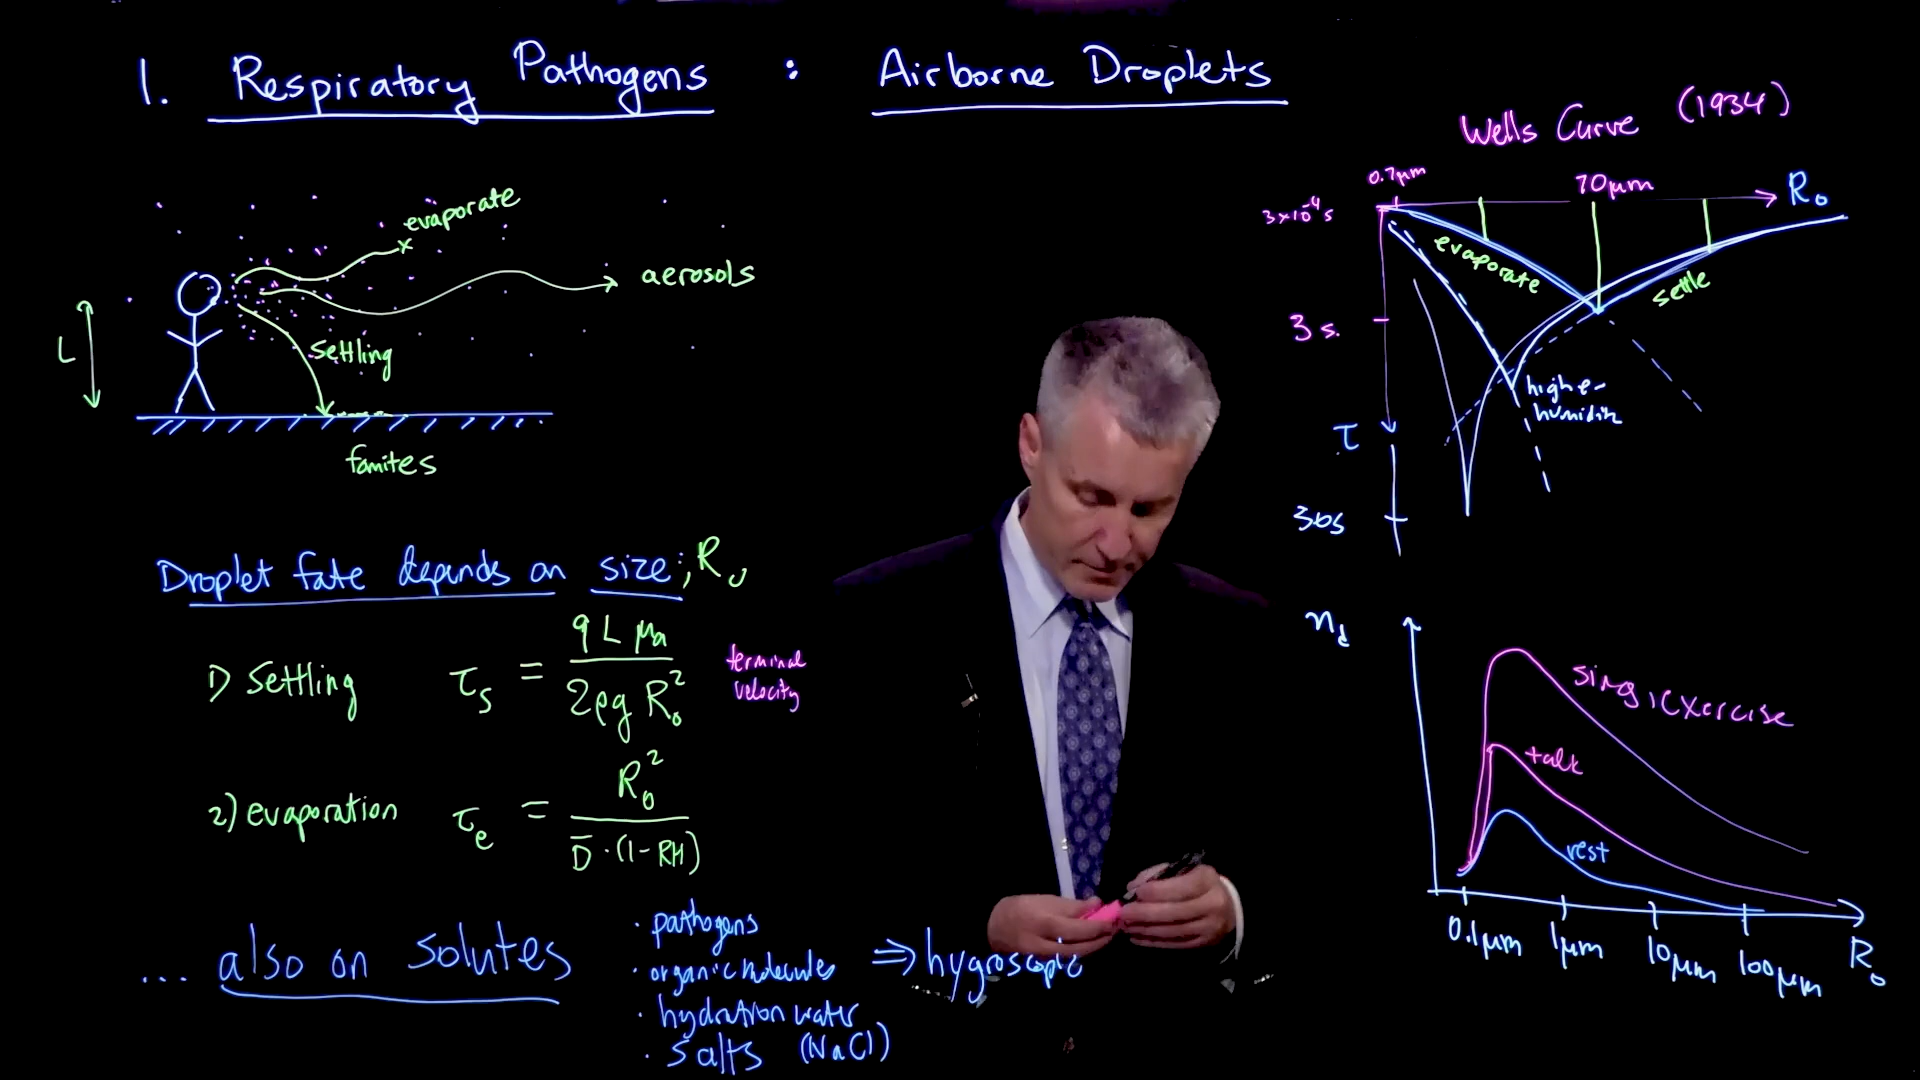 1. Respiratory Pathogens : Airborne Droplets
evaporate
aerosols
L
settling
fomites
Droplet fate depends on size; R₀
1) Settling τₛ = 9 L μₐ / 2ρg R₀² terminal velocity
2) evaporation τₑ = R₀² / D̄·(1-RH)
... also on solutes
· pathogens
· organic molecules
· hydration water
· salts (NaCl)
⇒ hygroscopic
Wells Curve (1934)
0.7μm 70μm R₀
3×10⁻⁴s
evaporate
settle
3s.
higher
humidity
τ
30s
n_d
sing/exercise
talk
rest
0.1μm 1μm 10μm 100μm R₀